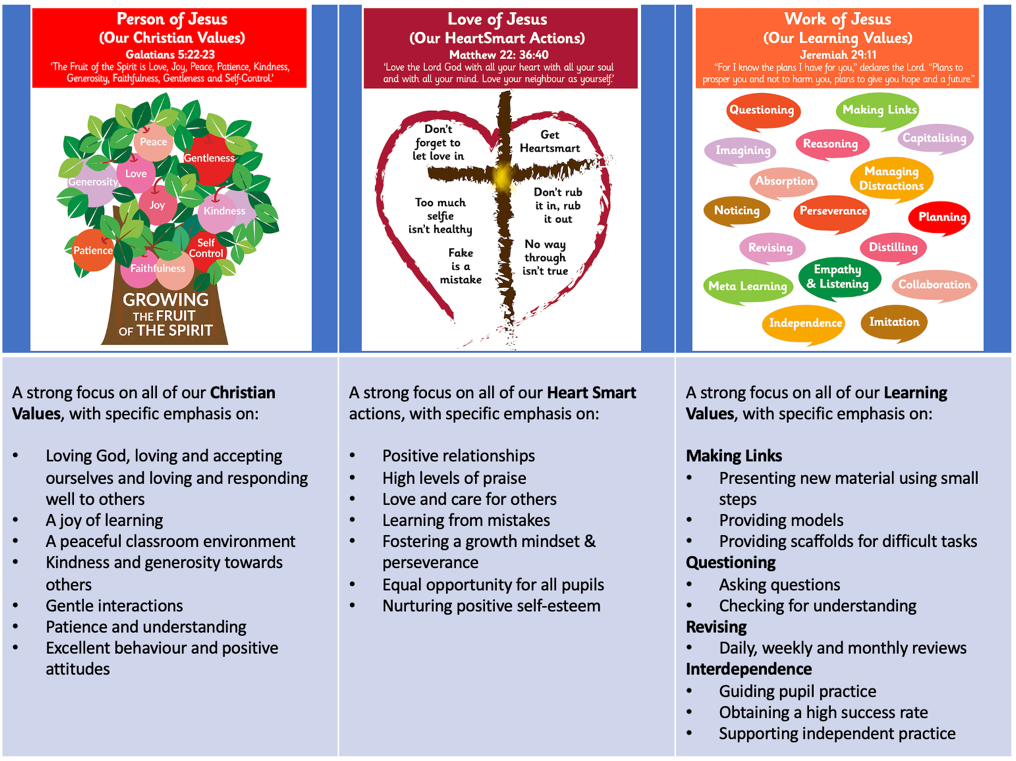 Person of Jesus
(Our Christian Values)
Galatians 5:22-23
'The Fruit of the Spirit is Love, Joy, Peace, Patience, Kindness,
Generosity, Faithfulness, Gentleness and Self-Control.'
Peace
Gentleness
Generosity
Love
Joy
Kindness
Patience
Self
Control
Faithfulness
GROWING
THE FRUIT
OF THE SPIRIT
Love of Jesus
(Our HeartSmart Actions)
Matthew 22: 36:40
'Love the Lord God with all your heart with all your soul
and with all your mind. Love your neighbour as yourself.'
Don't
forget to
let love in
Get
Heartsmart
Too much
selfie
isn't healthy
Don't rub
it in, rub
it out
Fake
is a
mistake
No way
through
isn't true
Work of Jesus
(Our Learning Values)
Jeremiah 29:11
"For I know the plans I have for you," declares the Lord. "Plans to
prosper you and not to harm you, plans to give you hope and a future."
Questioning
Making Links
Imagining
Reasoning
Capitalising
Absorption
Managing
Distractions
Noticing
Perseverance
Planning
Revising
Distilling
Meta Learning
Empathy
& Listening
Collaboration
Independence
Imitation
A strong focus on all of our Christian
Values, with specific emphasis on:
• Loving God, loving and accepting
ourselves and loving and responding
well to others
• A joy of learning
• A peaceful classroom environment
• Kindness and generosity towards
others
• Gentle interactions
• Patience and understanding
• Excellent behaviour and positive
attitudes
A strong focus on all of our Heart Smart
actions, with specific emphasis on:
• Positive relationships
• High levels of praise
• Love and care for others
• Learning from mistakes
• Fostering a growth mindset &
perseverance
• Equal opportunity for all pupils
• Nurturing positive self-esteem
A strong focus on all of our Learning
Values, with specific emphasis on:
Making Links
• Presenting new material using small
steps
• Providing models
• Providing scaffolds for difficult tasks
Questioning
• Asking questions
• Checking for understanding
Revising
• Daily, weekly and monthly reviews
Interdependence
• Guiding pupil practice
• Obtaining a high success rate
• Supporting independent practice